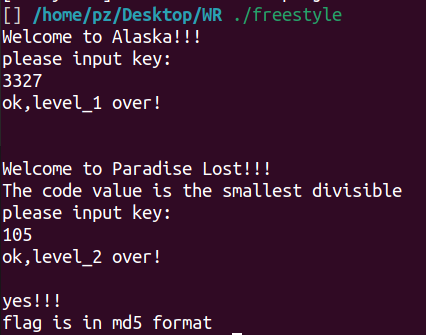 [] /home/pz/Desktop/WR ./freestyle
Welcome to Alaska!!!
please input key:
3327
ok,level_1 over!
Welcome to Paradise Lost!!!
The code value is the smallest divisible
please input key:
105
ok,level_2 over!
yes!!!
flag is in md5 format